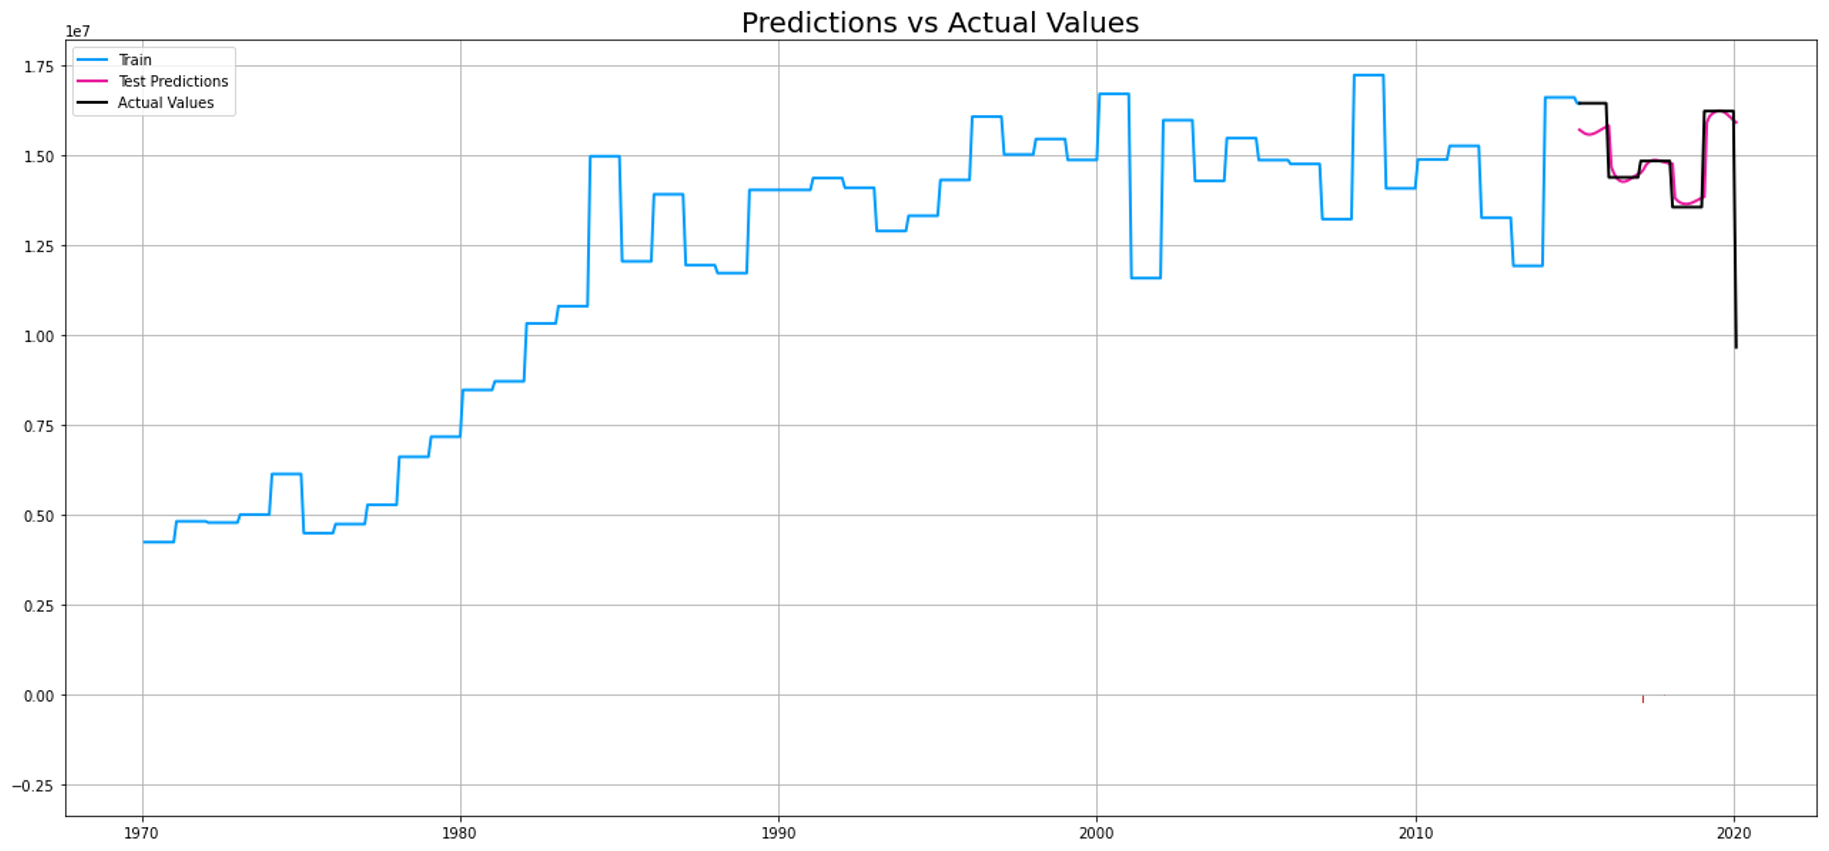 Predictions vs Actual Values
1e7
Train
Test Predictions
Actual Values
1.75
1.50
1.25
1.00
0.75
0.50
0.25
0.00
−0.25
1970 1980 1990 2000 2010 2020